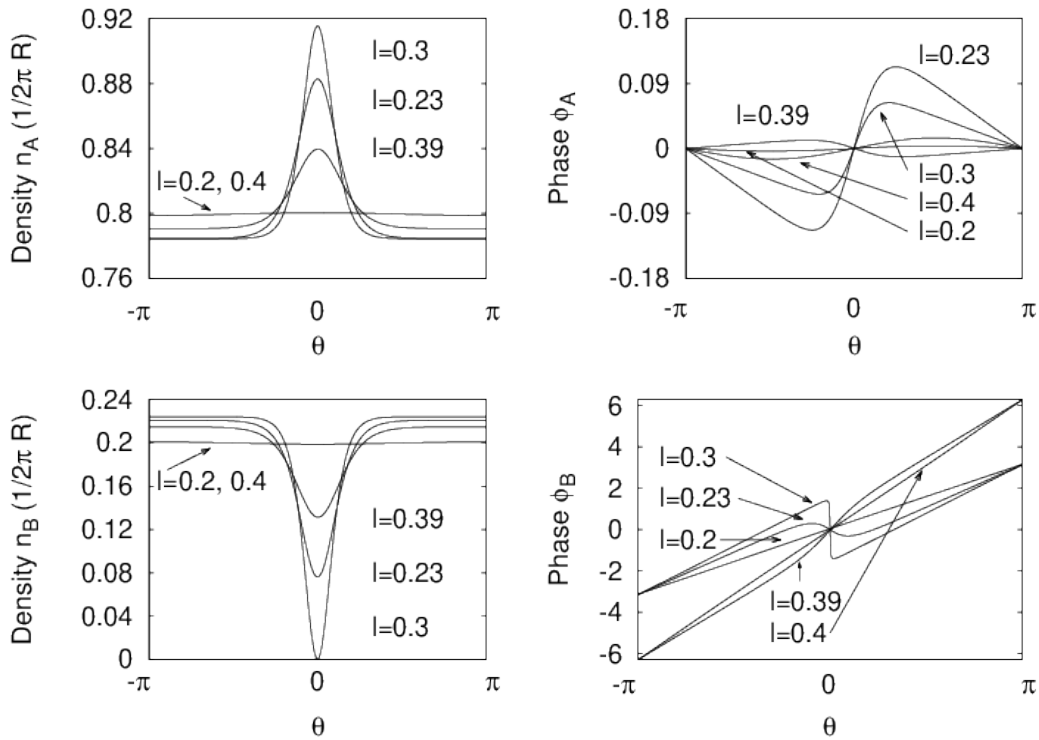 Density n_A (1/2π R)
0.92
0.88
0.84
0.8
0.76
l=0.3
l=0.23
l=0.39
l=0.2, 0.4
-π
0
π
θ
Phase ϕ_A
0.18
0.09
0
-0.09
-0.18
l=0.23
l=0.39
l=0.3
l=0.4
l=0.2
-π
0
π
θ
Density n_B (1/2π R)
0.24
0.2
0.16
0.12
0.08
0.04
0
l=0.2, 0.4
l=0.39
l=0.23
l=0.3
-π
0
π
θ
Phase ϕ_B
6
4
2
0
-2
-4
-6
l=0.3
l=0.23
l=0.2
l=0.39
l=0.4
-π
0
π
θ